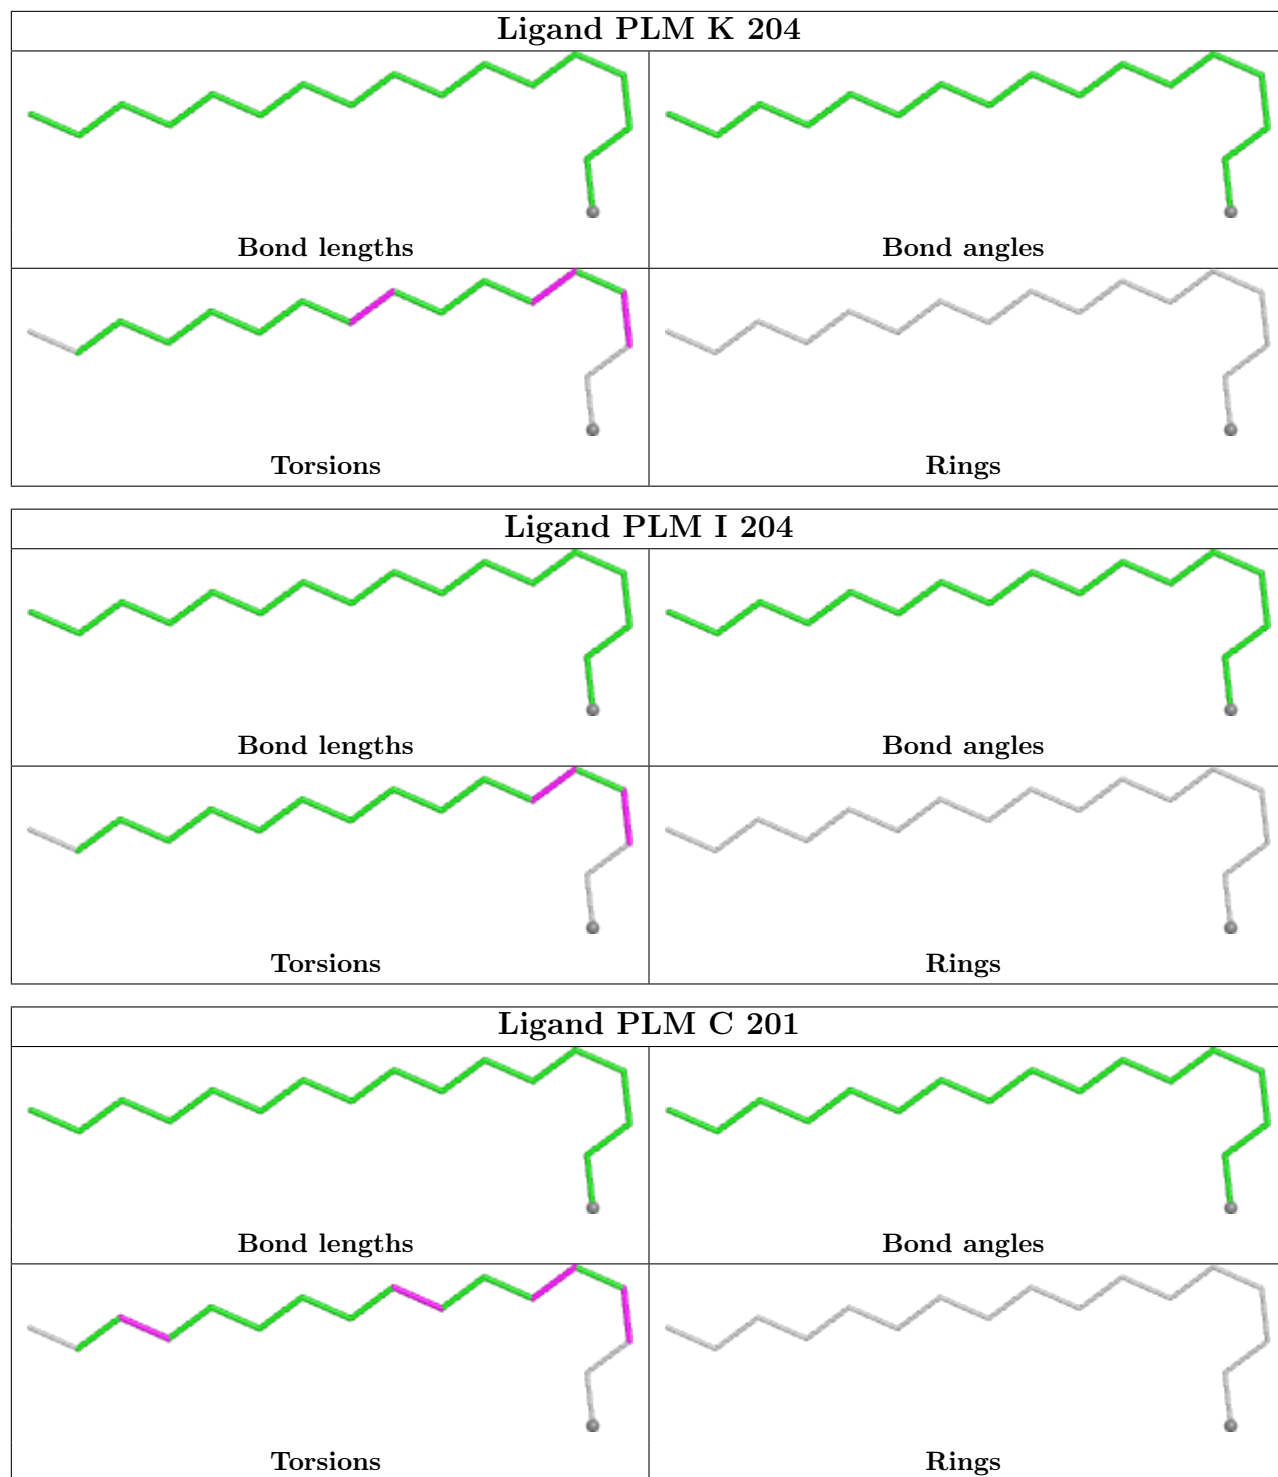 Ligand PLM K 204
Bond lengths
Bond angles
Torsions
Rings
Ligand PLM I 204
Bond lengths
Bond angles
Torsions
Rings
Ligand PLM C 201
Bond lengths
Bond angles
Torsions
Rings